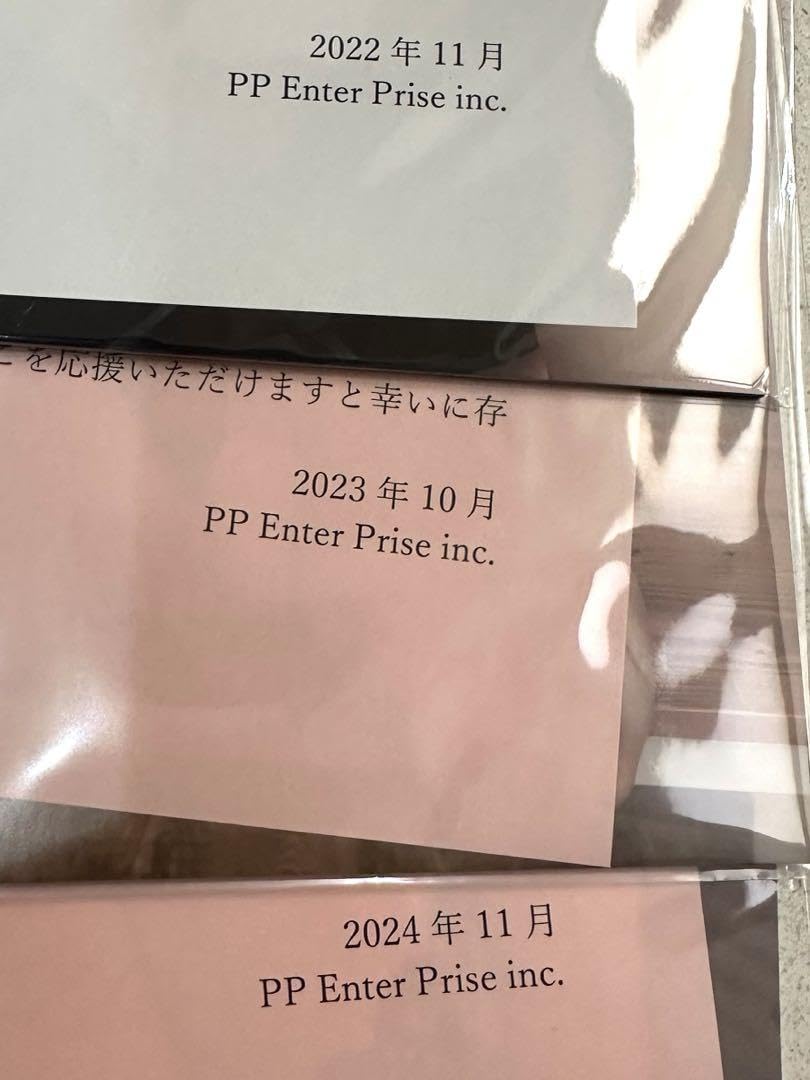 2022 年 11 月
PP Enter Prise inc.
を応援いただけますと幸いに存
2023 年 10 月
PP Enter Prise inc.
2024 年 11 月
PP Enter Prise inc.